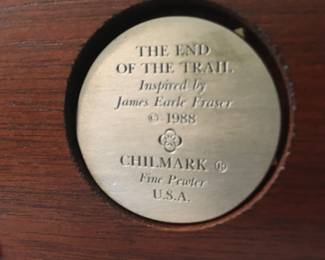 THE END
OF THE TRAIL
Inspired by
James Earle Fraser
© 1988
CHILMARK ®
Fine Pewter
U.S.A.